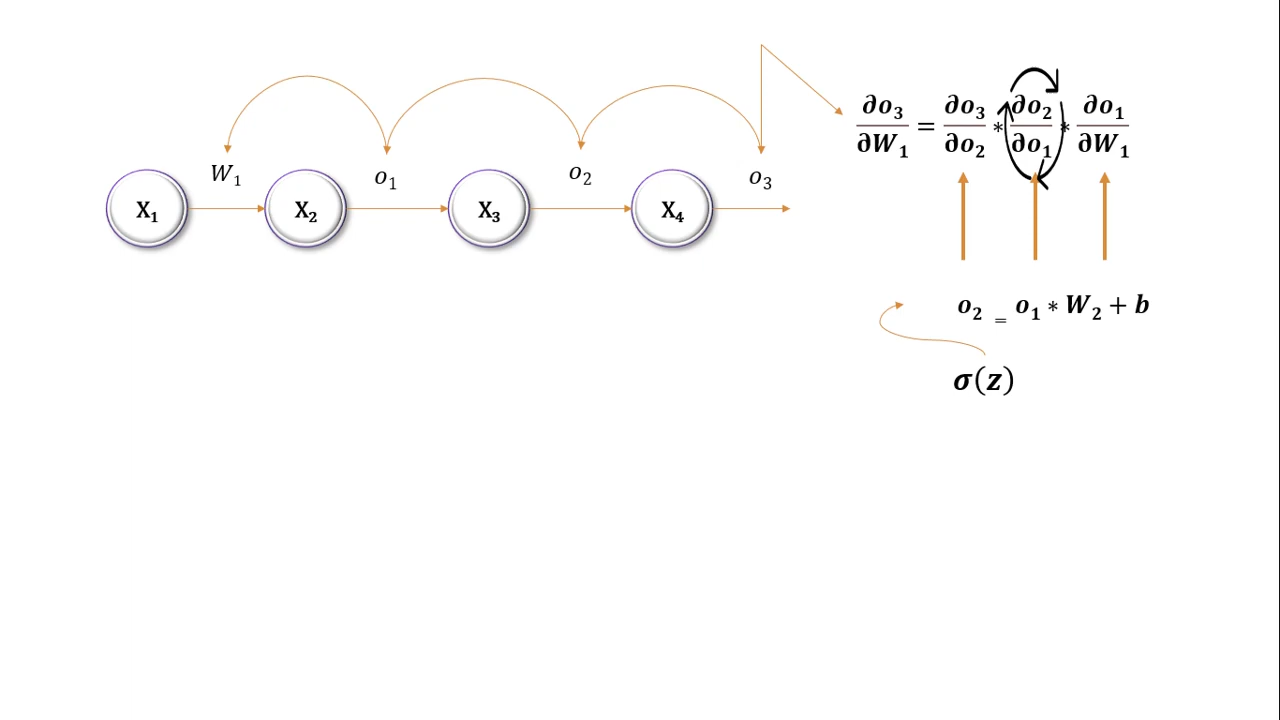 W₁ o₁ o₂ o₃
X₁ X₂ X₃ X₄
∂o₃/∂W₁ = ∂o₃/∂o₂ * ∂o₂/∂o₁ * ∂o₁/∂W₁
o₂ = o₁ * W₂ + b
σ(z)